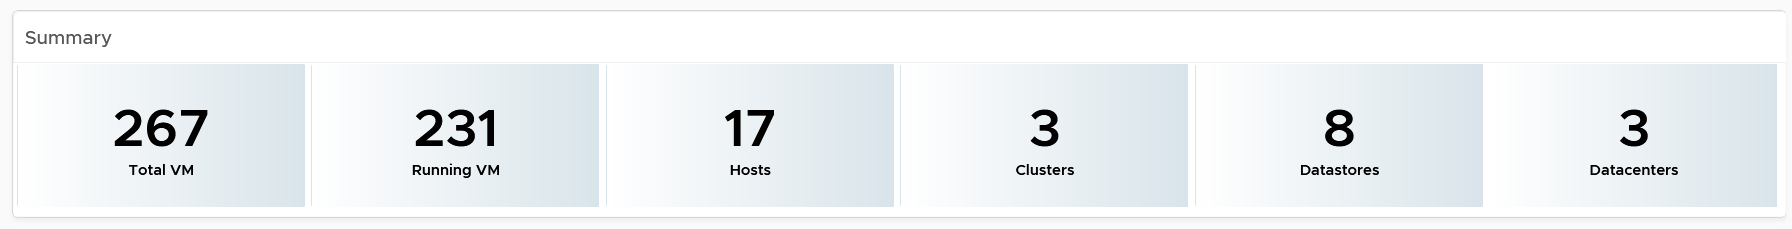 Summary
267
Total VM
231
Running VM
17
Hosts
3
Clusters
8
Datastores
3
Datacenters